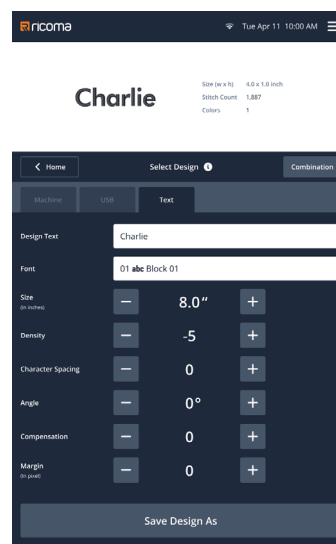 ricoma
Tue Apr 11 10:00 AM
Charlie
Size (w x h) 4.0 x 1.0 inch
Stitch Count 1,887
Colors 1
Home
Select Design i
Combination
Machine USB Text
Design Text Charlie
Font 01 abc Block 01
Size
(in inches)
− 8.0" +
Density − -5 +
Character Spacing − 0 +
Angle − 0° +
Compensation − 0 +
Margin
(in pixel)
− 0 +
Save Design As